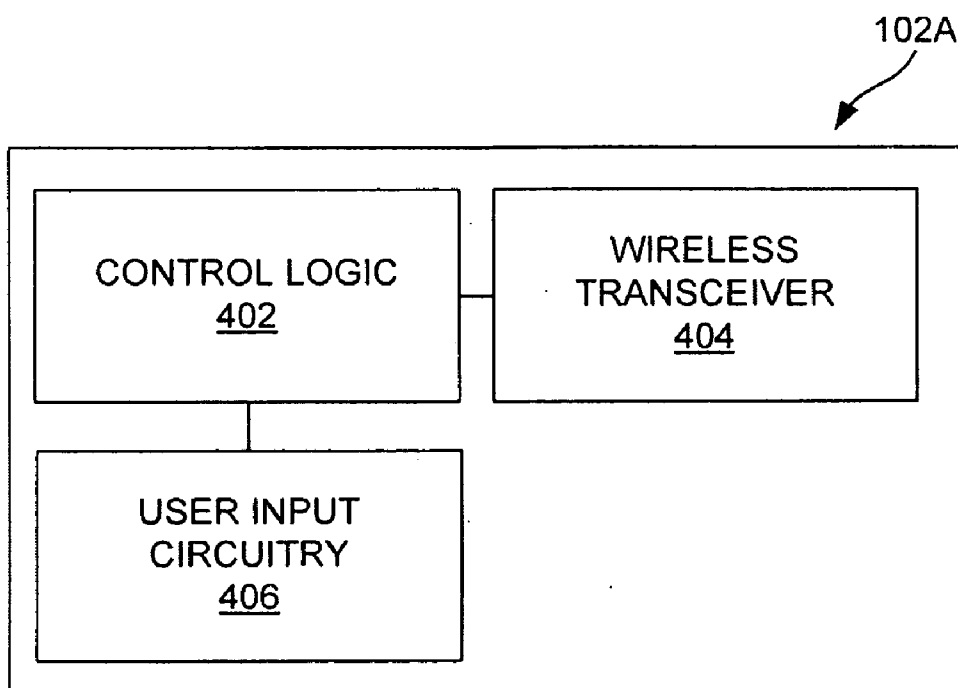 102A
CONTROL LOGIC
402
WIRELESS
TRANSCEIVER
404
USER INPUT
CIRCUITRY
406